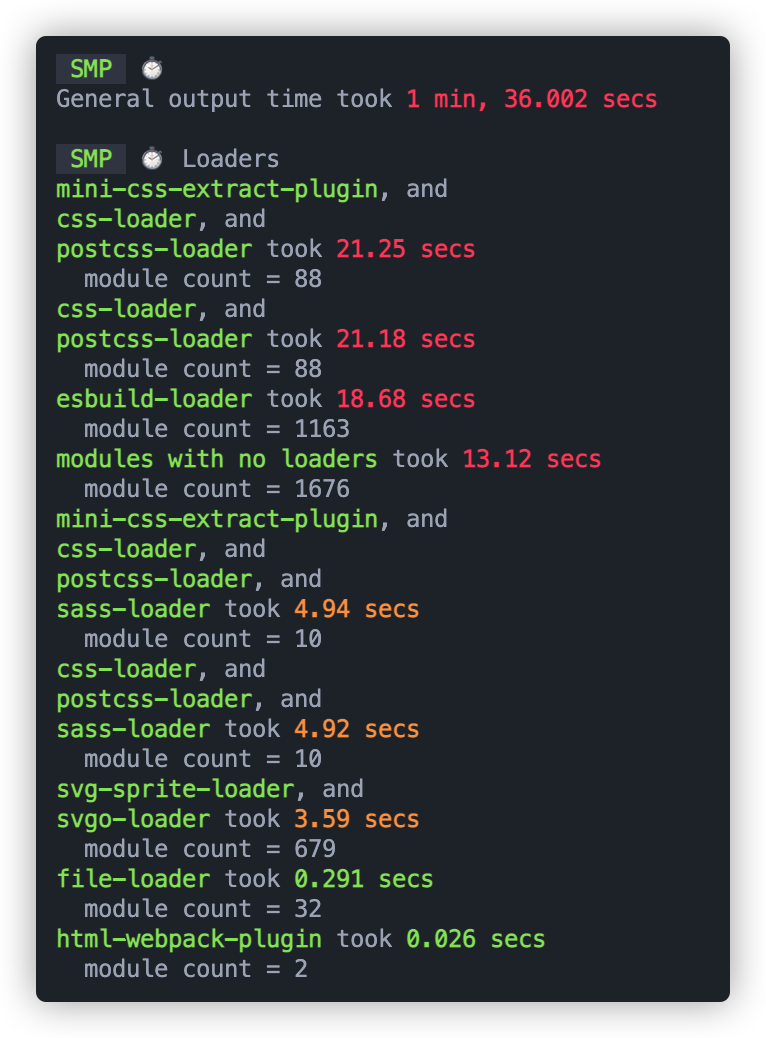 SMP ⏱
General output time took 1 min, 36.002 secs
SMP ⏱ Loaders
mini-css-extract-plugin, and
css-loader, and
postcss-loader took 21.25 secs
module count = 88
css-loader, and
postcss-loader took 21.18 secs
module count = 88
esbuild-loader took 18.68 secs
module count = 1163
modules with no loaders took 13.12 secs
module count = 1676
mini-css-extract-plugin, and
css-loader, and
postcss-loader, and
sass-loader took 4.94 secs
module count = 10
css-loader, and
postcss-loader, and
sass-loader took 4.92 secs
module count = 10
svg-sprite-loader, and
svgo-loader took 3.59 secs
module count = 679
file-loader took 0.291 secs
module count = 32
html-webpack-plugin took 0.026 secs
module count = 2